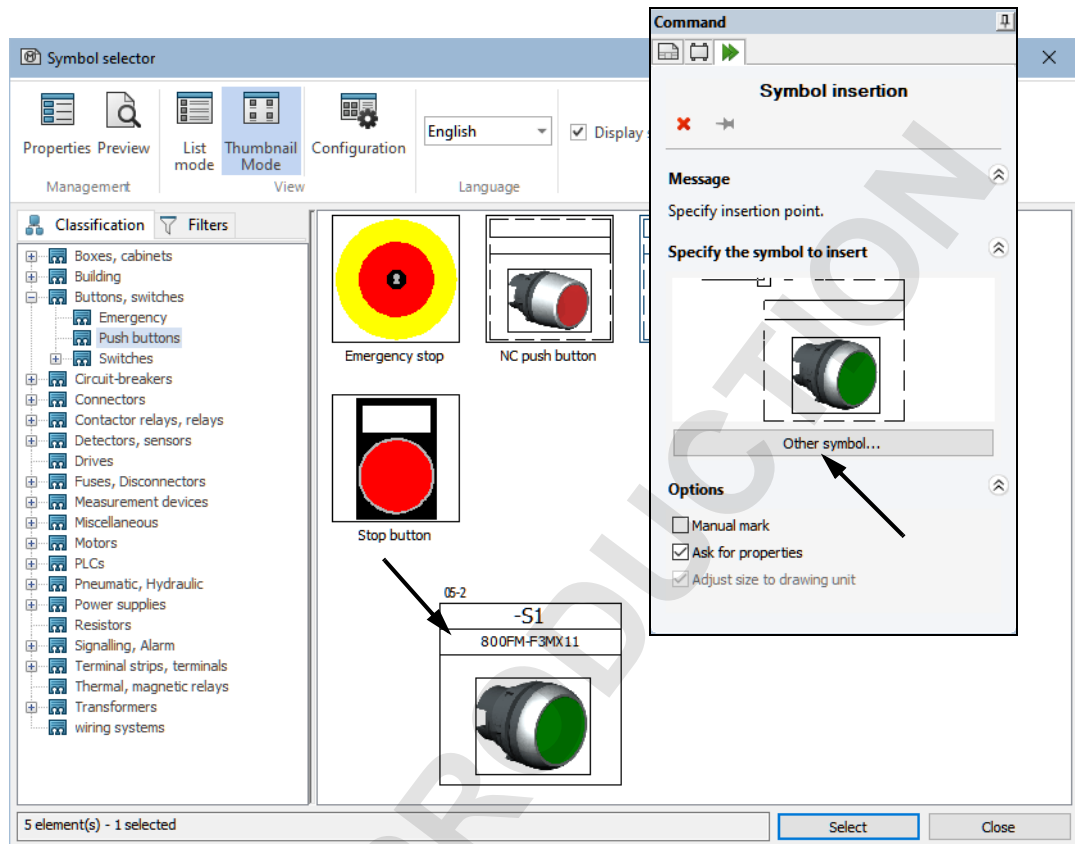 Command
Symbol selector
Symbol insertion
Properties
Preview
List mode
Thumbnail Mode
Configuration
English
Display s
Management
View
Language
Message
Specify insertion point.
Specify the symbol to insert
Other symbol...
Options
Manual mark
Ask for properties
Adjust size to drawing unit
Classification
Filters
Boxes, cabinets
Building
Buttons, switches
Emergency
Push buttons
Switches
Circuit-breakers
Connectors
Contactor relays, relays
Detectors, sensors
Drives
Fuses, Disconnectors
Measurement devices
Miscellaneous
Motors
PLCs
Pneumatic, Hydraulic
Power supplies
Resistors
Signalling, Alarm
Terminal strips, terminals
Thermal, magnetic relays
Transformers
wiring systems
Emergency stop
NC push button
Stop button
05-2
-S1
800FM-F3MX11
5 element(s) - 1 selected
Select
Close
PRODUCTION